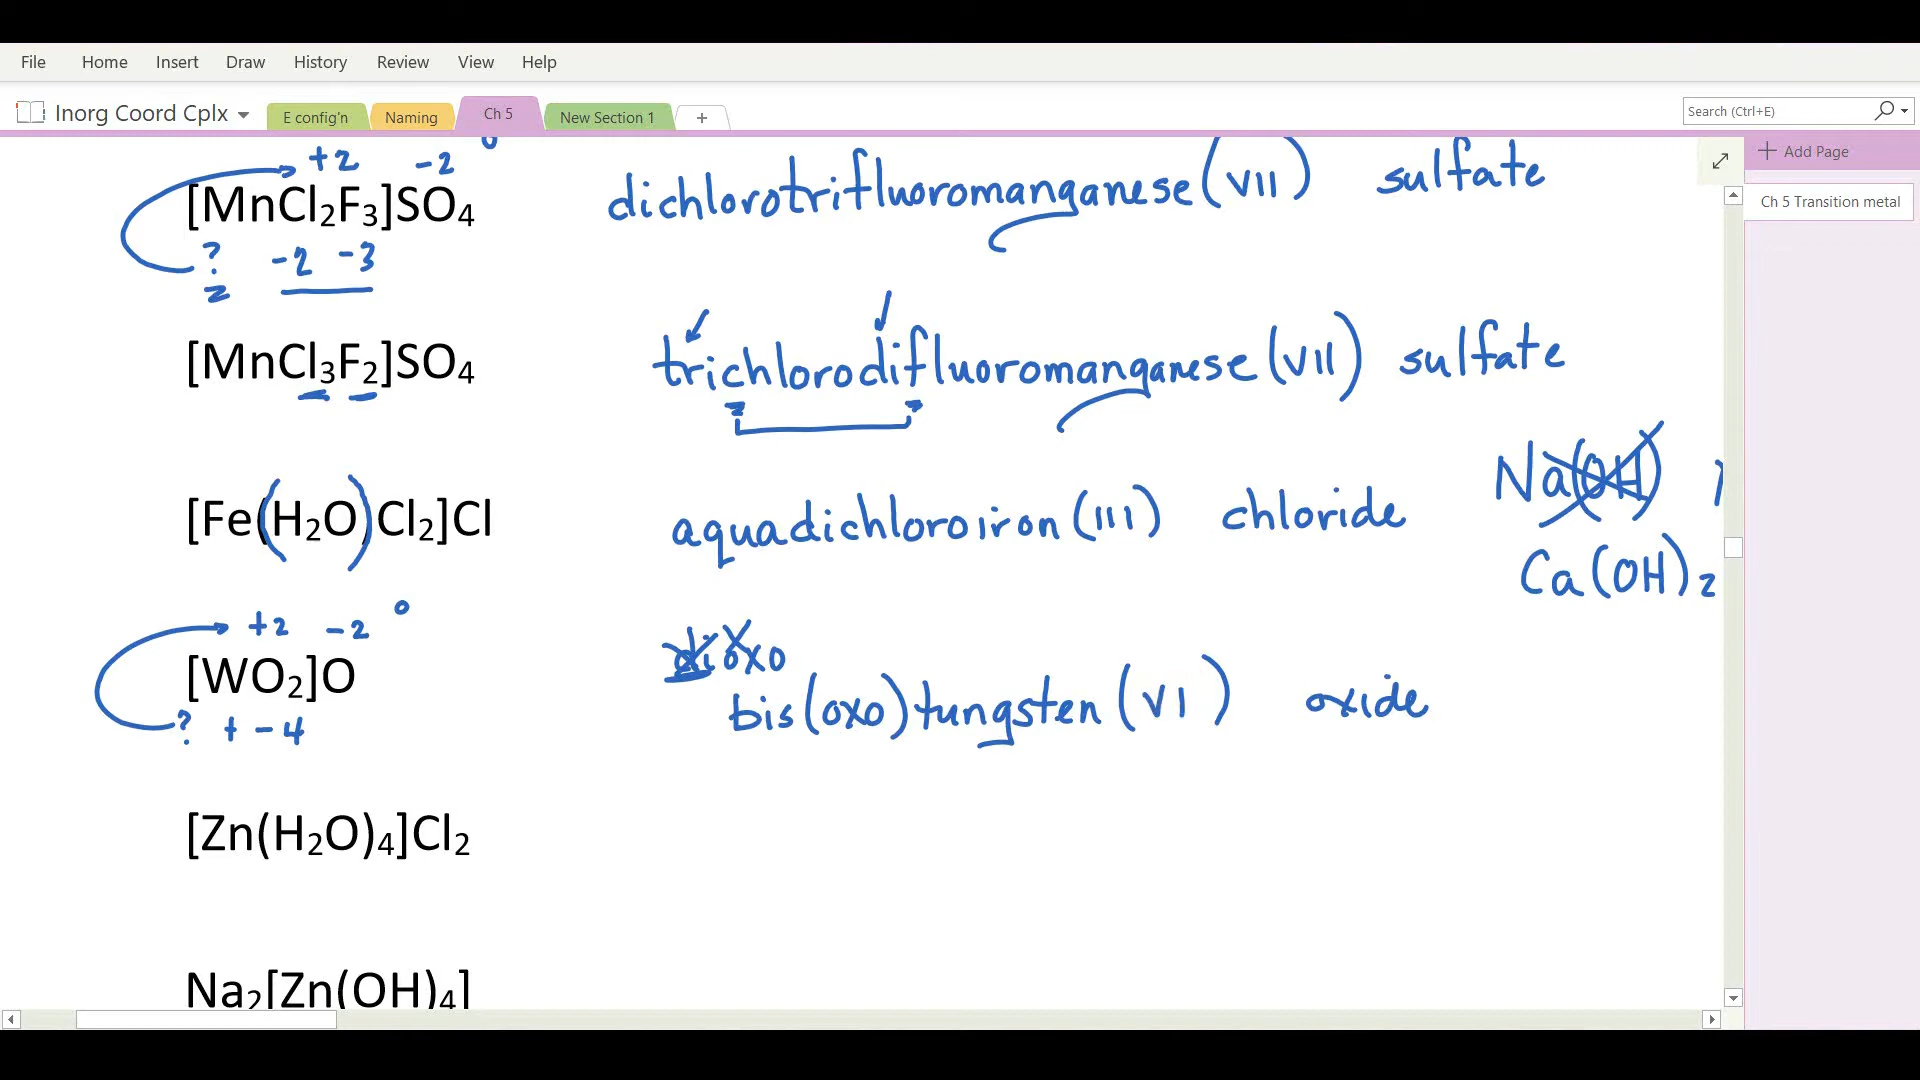 File Home Insert Draw History Review View Help
Inorg Coord Cplx E config'n Naming Ch 5 New Section 1 + Search (Ctrl+E)
Add Page
Ch 5 Transition metal
+2 -2 0
[MnCl₂F₃]SO₄ dichlorotrifluoromanganese(VII) sulfate
? -2 -3
[MnCl₃F₂]SO₄ trichlorodifluoromanganese(VII) sulfate
Na(OH)
[Fe(H₂O)Cl₂]Cl aquadichloroiron(III) chloride
Ca(OH)₂
+2 -2 0
dioxo
[WO₂]O bis(oxo)tungsten(VI) oxide
? + -4
[Zn(H₂O)₄]Cl₂
Na₂[Zn(OH)₄]